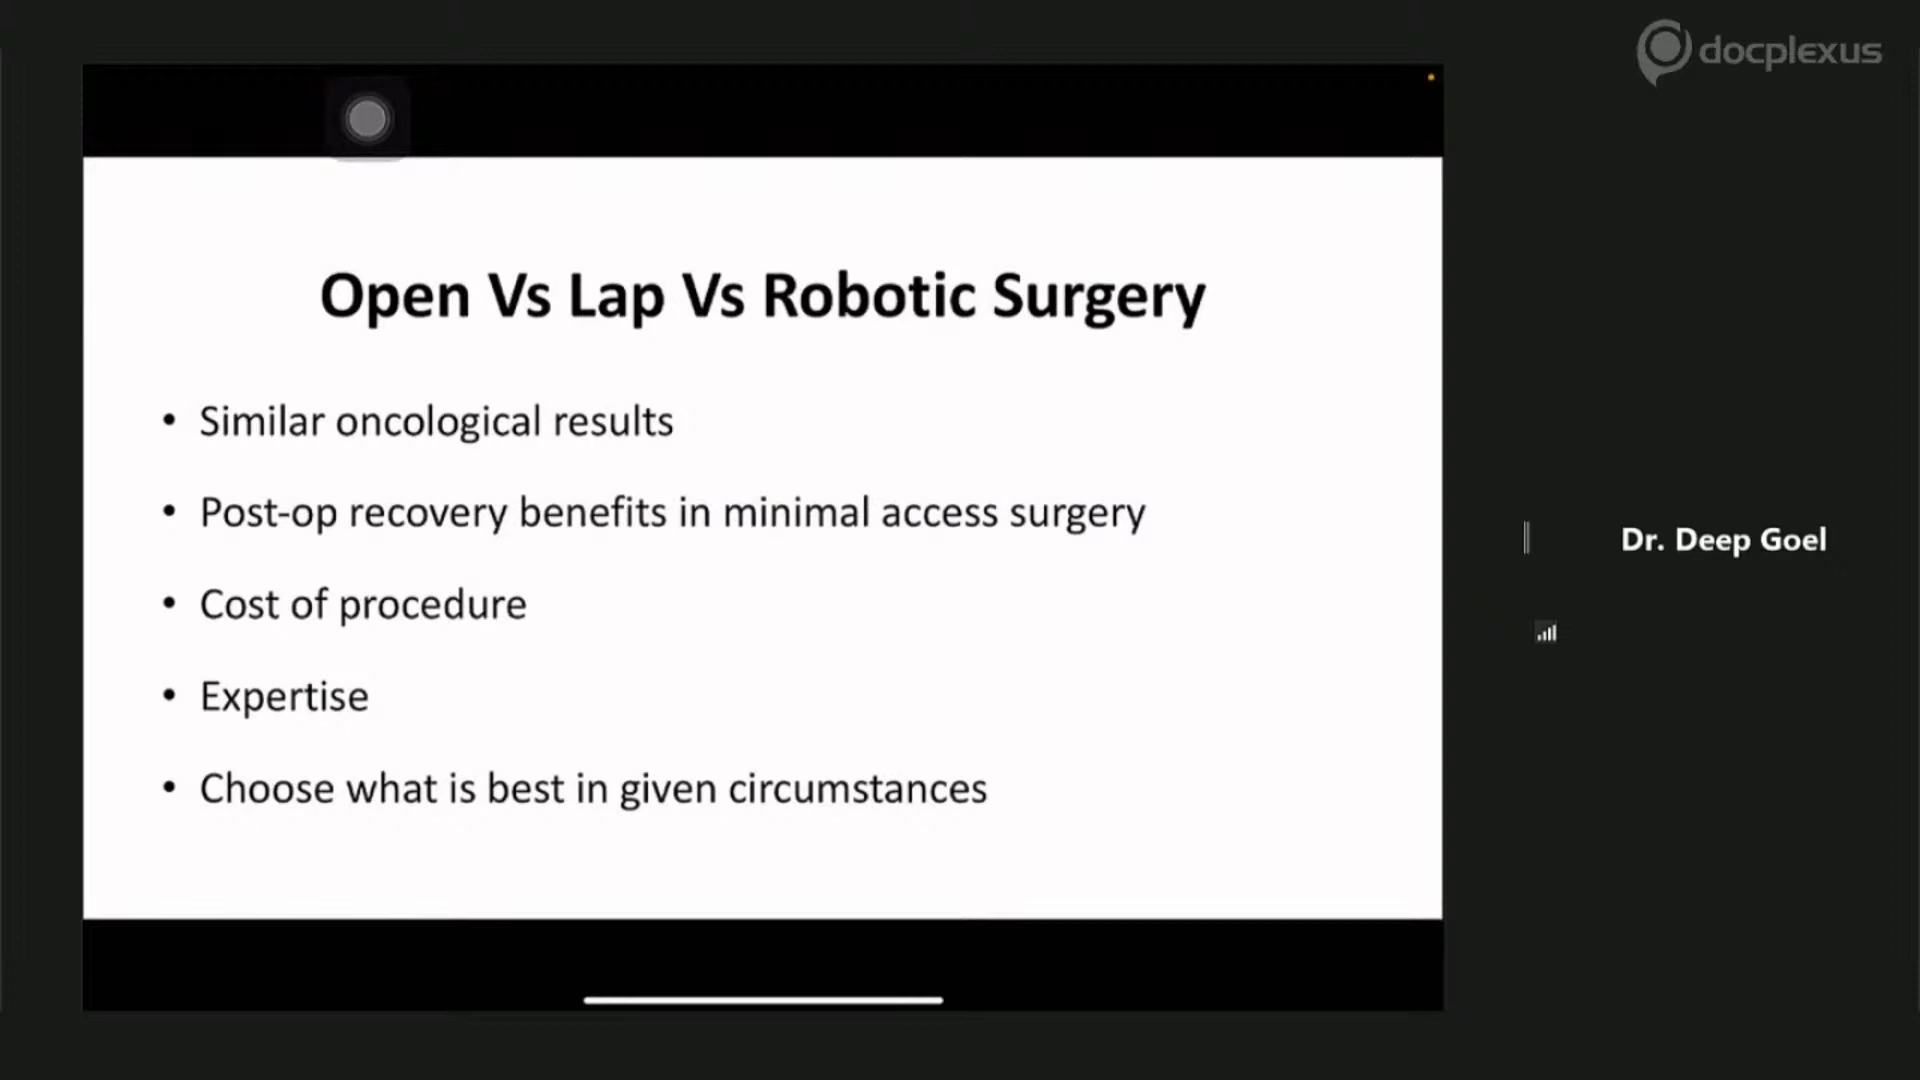 docplexus
Open Vs Lap Vs Robotic Surgery
• Similar oncological results
• Post-op recovery benefits in minimal access surgery
• Cost of procedure
• Expertise
• Choose what is best in given circumstances
Dr. Deep Goel